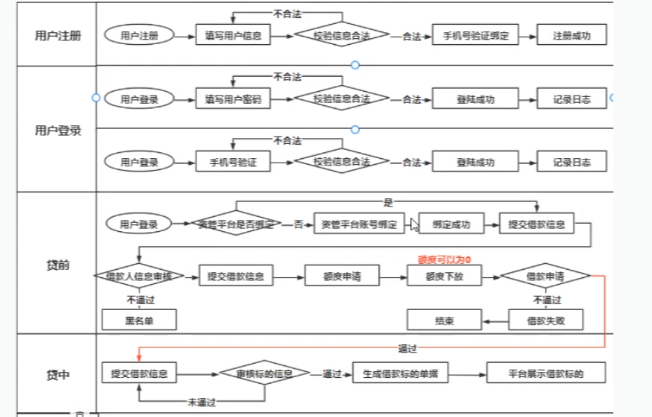 不合法
用户注册
用户注册
填写用户信息
校验信息合法
合法
手机号验证绑定
注册成功
不合法
用户登录
填写用户密码
校验信息合法
合法
登陆成功
记录日志
用户登录
不合法
用户登录
手机号验证
校验信息合法
合法
登陆成功
记录日志
是
用户登录
资管平台是否绑定
否
资管平台账号绑定
绑定成功
提交借款信息
贷前
额度可以为0
借款人信息审核
提交借款信息
额度申请
额度下放
借款申请
不通过
不通过
黑名单
结束
借款失败
通过
贷中
提交借款信息
审核标的信息
通过
生成借款标的单据
平台展示借款标的
未通过